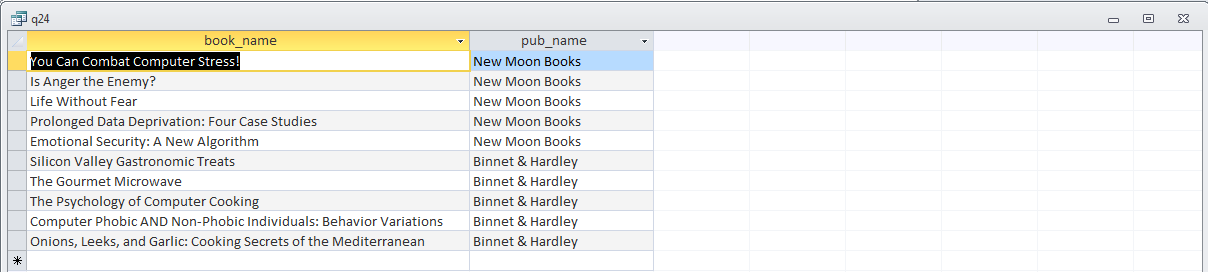 q24
book_name pub_name
You Can Combat Computer Stress! New Moon Books
Is Anger the Enemy? New Moon Books
Life Without Fear New Moon Books
Prolonged Data Deprivation: Four Case Studies New Moon Books
Emotional Security: A New Algorithm New Moon Books
Silicon Valley Gastronomic Treats Binnet & Hardley
The Gourmet Microwave Binnet & Hardley
The Psychology of Computer Cooking Binnet & Hardley
Computer Phobic AND Non-Phobic Individuals: Behavior Variations Binnet & Hardley
Onions, Leeks, and Garlic: Cooking Secrets of the Mediterranean Binnet & Hardley